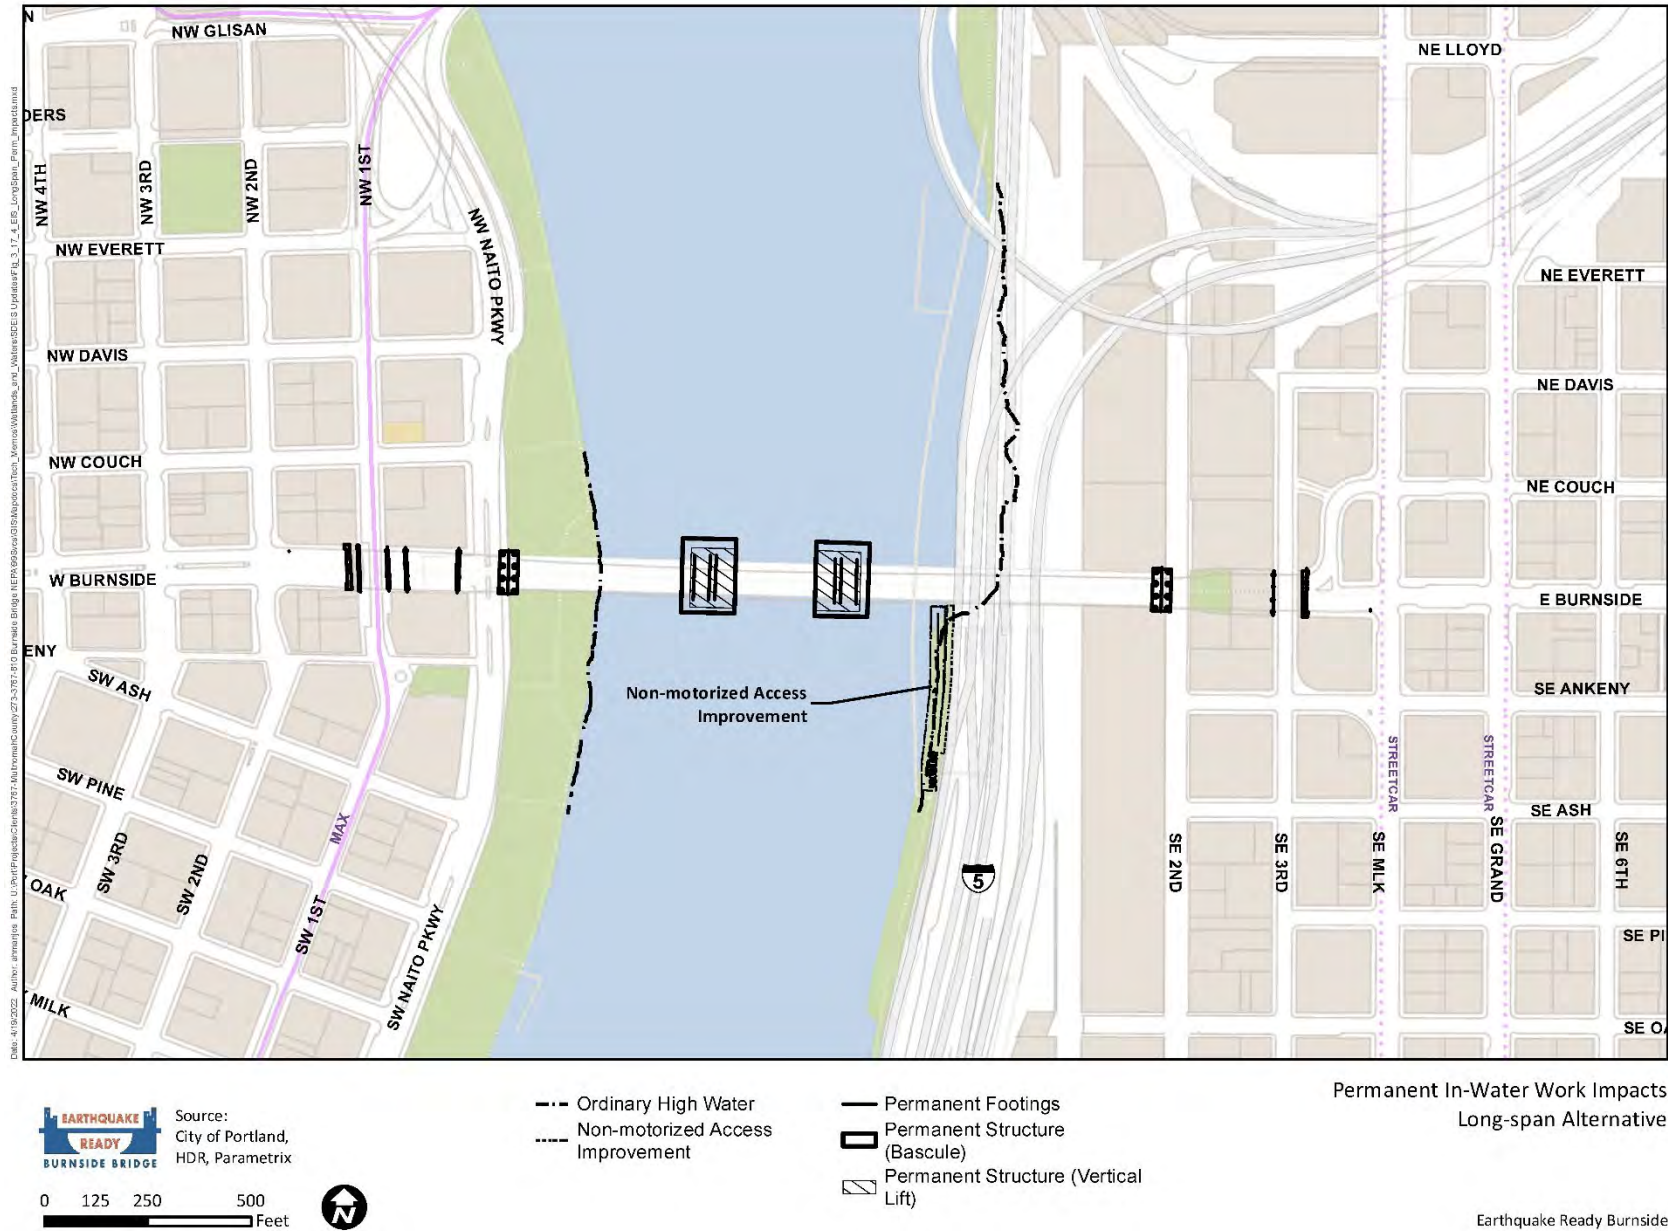 N
NW GLISAN
NE LLOYD
DERS
NW 4TH
NW 3RD
NW 2ND
NW 1ST
NW NAITO PKWY
NW EVERETT
NE EVERETT
NW DAVIS
NE DAVIS
NW COUCH
NE COUCH
W BURNSIDE
E BURNSIDE
ENY
SW ASH
Non-motorized Access
Improvement
SE ANKENY
STREETCAR
STREETCAR
SW PINE
MAX
SE ASH
SW 3RD
SW 2ND
OAK
SW 1ST
SW NAITO PKWY
5
SE 2ND
SE 3RD
SE MLK
SE GRAND
SE 6TH
SE PI
MILK
SE O
EARTHQUAKE
READY
BURNSIDE BRIDGE
Source:
City of Portland,
HDR, Parametrix
0 125 250 500
Feet
N
Ordinary High Water
Non-motorized Access
Improvement
Permanent Footings
Permanent Structure
(Bascule)
Permanent Structure (Vertical
Lift)
Permanent In-Water Work Impacts
Long-span Alternative
Earthquake Ready Burnside